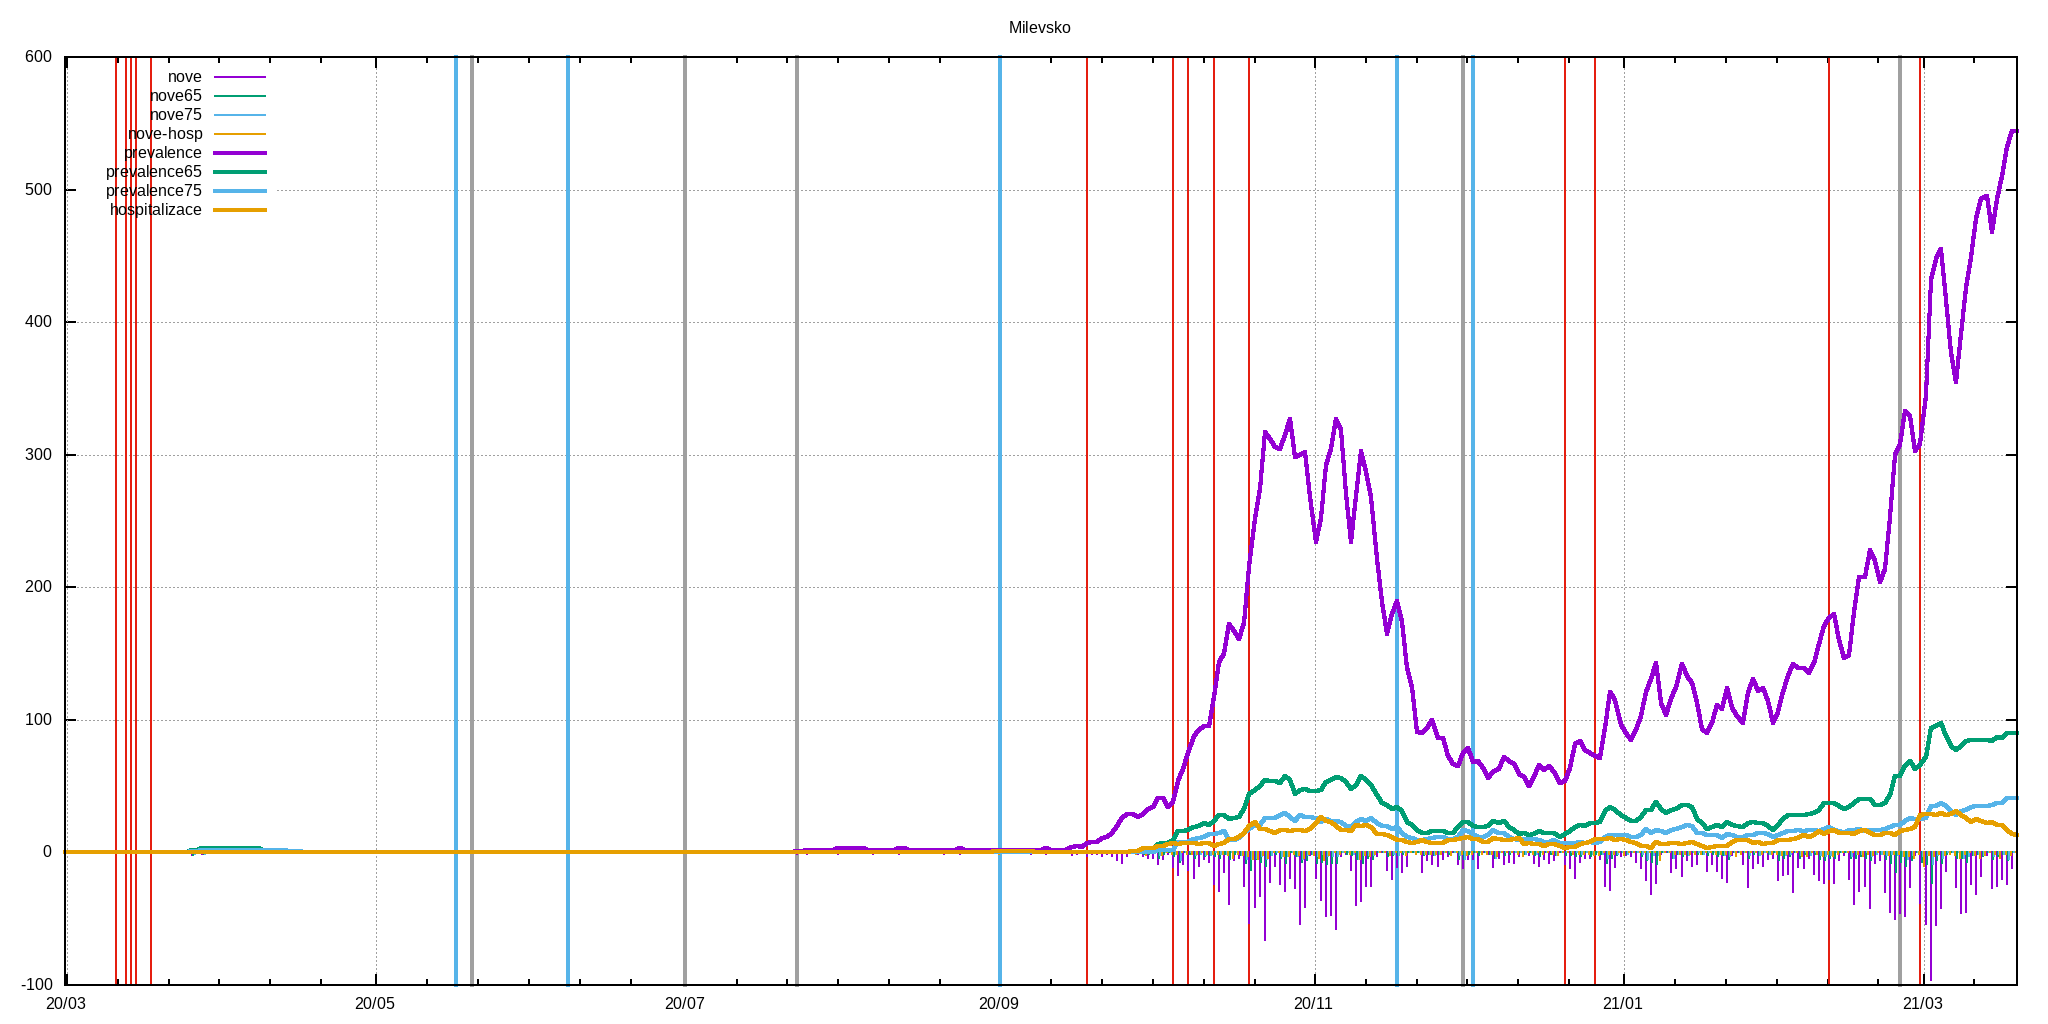 Milevsko
600
500
400
300
200
100
0
-100
nove
nove65
nove75
nove-hosp
prevalence
prevalence65
prevalence75
hospitalizace
20/03 20/05 20/07 20/09 20/11 21/01 21/03